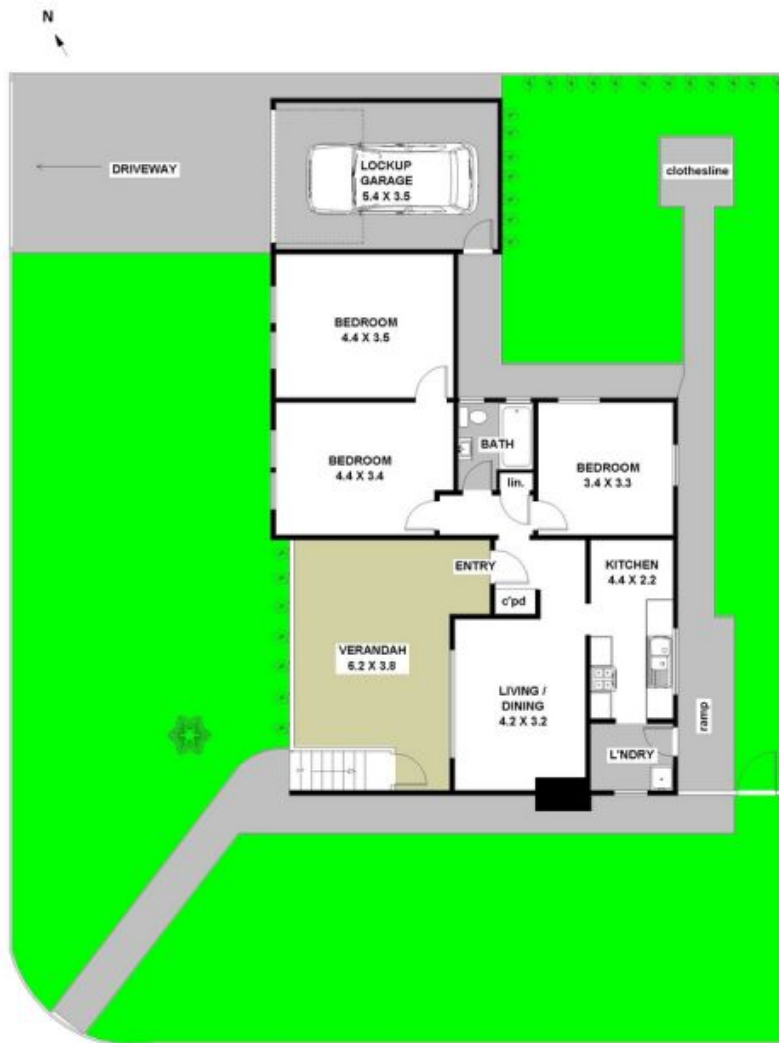 N
DRIVEWAY
LOCKUP
GARAGE
5.4 X 3.5
clothesline
BEDROOM
4.4 X 3.5
BEDROOM
4.4 X 3.4
BATH
lin.
BEDROOM
3.4 X 3.3
ENTRY
c'pd
KITCHEN
4.4 X 2.2
VERANDAH
6.2 X 3.8
LIVING /
DINING
4.2 X 3.2
ramp
L'NDRY